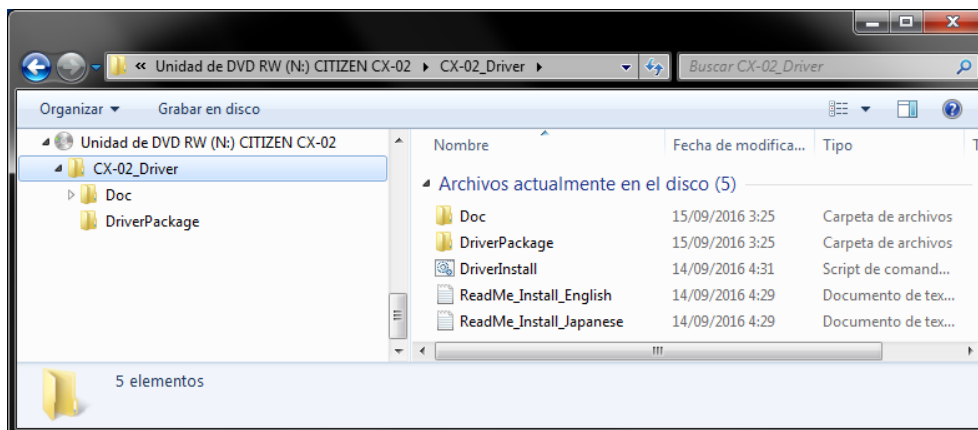 « Unidad de DVD RW (N:) CITIZEN CX-02 ▸ CX-02_Driver ▸ Buscar CX-02_Driver
Organizar Grabar en disco
Unidad de DVD RW (N:) CITIZEN CX-02
CX-02_Driver
Doc
DriverPackage
Nombre Fecha de modifica... Tipo T
Archivos actualmente en el disco (5)
Doc 15/09/2016 3:25 Carpeta de archivos
DriverPackage 15/09/2016 3:25 Carpeta de archivos
DriverInstall 14/09/2016 4:31 Script de comand...
ReadMe_Install_English 14/09/2016 4:29 Documento de tex...
ReadMe_Install_Japanese 14/09/2016 4:29 Documento de tex...
5 elementos